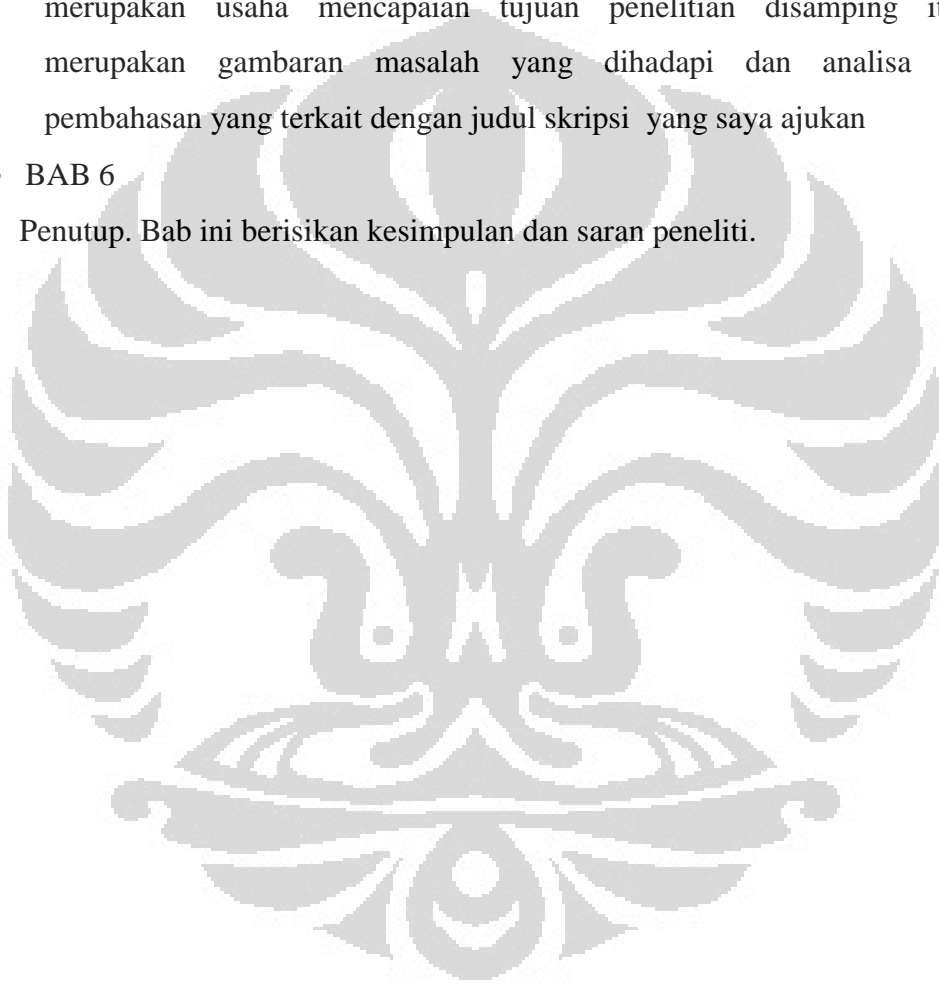 merupakan usaha mencapaian tujuan penelitian disamping
merupakan gambaran masalah yang dihadapi dan analisa
pembahasan yang terkait dengan judul skripsi yang saya ajukan
BAB 6
Penutup. Bab ini berisikan kesimpulan dan saran peneliti.